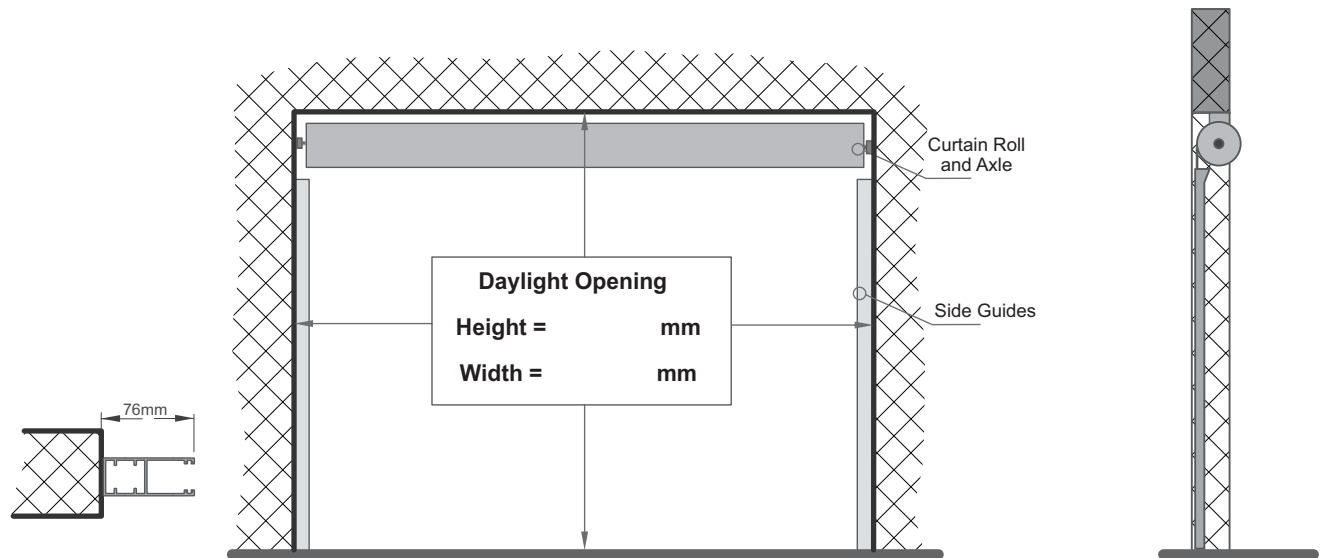 Curtain Roll
and Axle
Daylight Opening
Height = mm
Side Guides
Width = mm
76mm